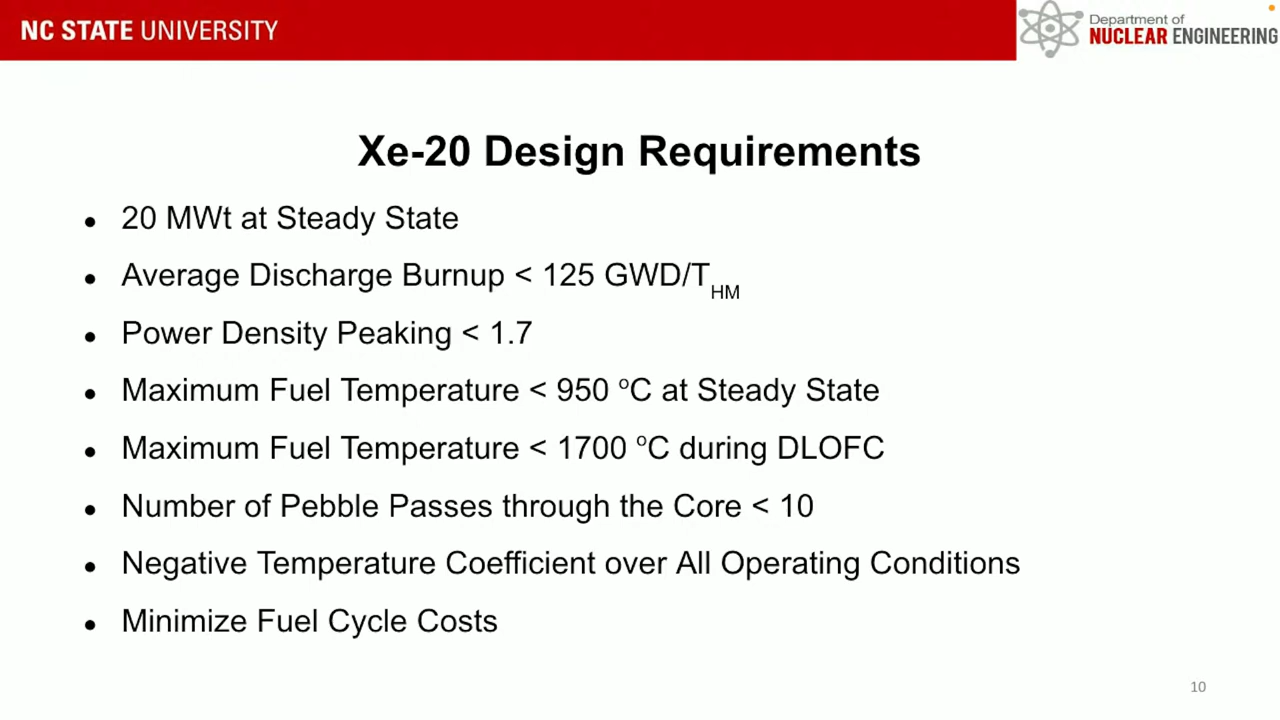 NC STATE UNIVERSITY
Department of
NUCLEAR ENGINEERING
Xe-20 Design Requirements
● 20 MWt at Steady State
● Average Discharge Burnup < 125 GWD/T_HM
● Power Density Peaking < 1.7
● Maximum Fuel Temperature < 950 ºC at Steady State
● Maximum Fuel Temperature < 1700 ºC during DLOFC
● Number of Pebble Passes through the Core < 10
● Negative Temperature Coefficient over All Operating Conditions
● Minimize Fuel Cycle Costs
10